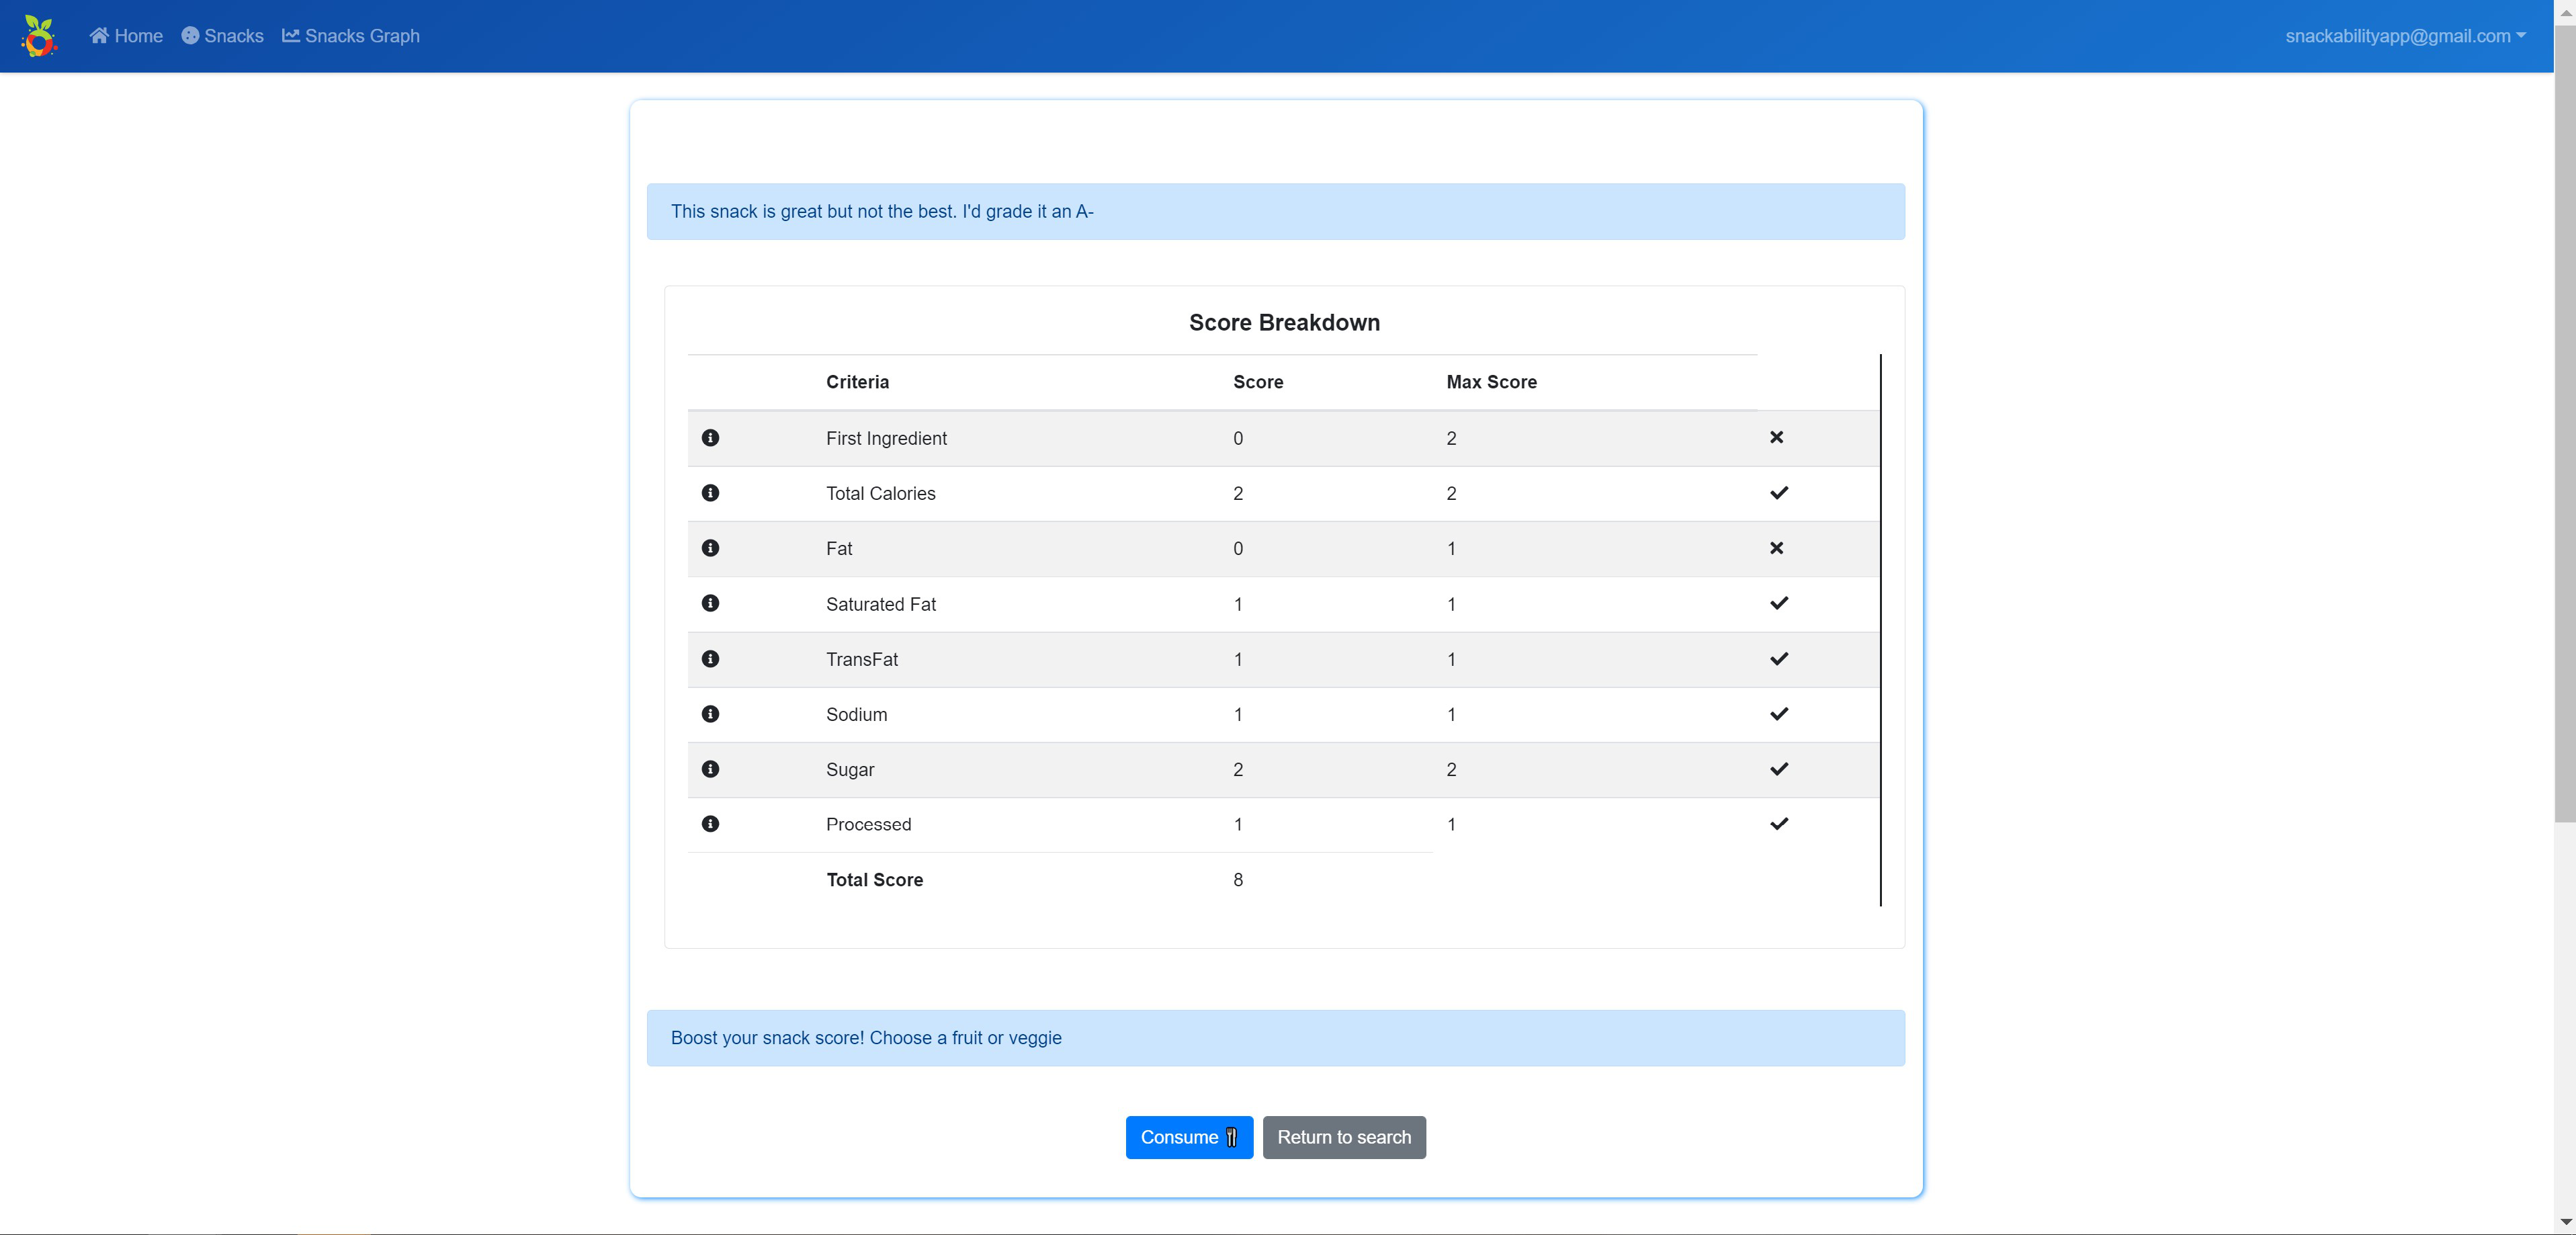 Home Snacks Snacks Graph snackabilityapp@gmail.com
This snack is great but not the best. I'd grade it an A-
Score Breakdown
Criteria Score Max Score
First Ingredient 0 2
Total Calories 2 2
Fat 0 1
Saturated Fat 1 1
TransFat 1 1
Sodium 1 1
Sugar 2 2
Processed 1 1
Total Score 8
Boost your snack score! Choose a fruit or veggie
Consume Return to search